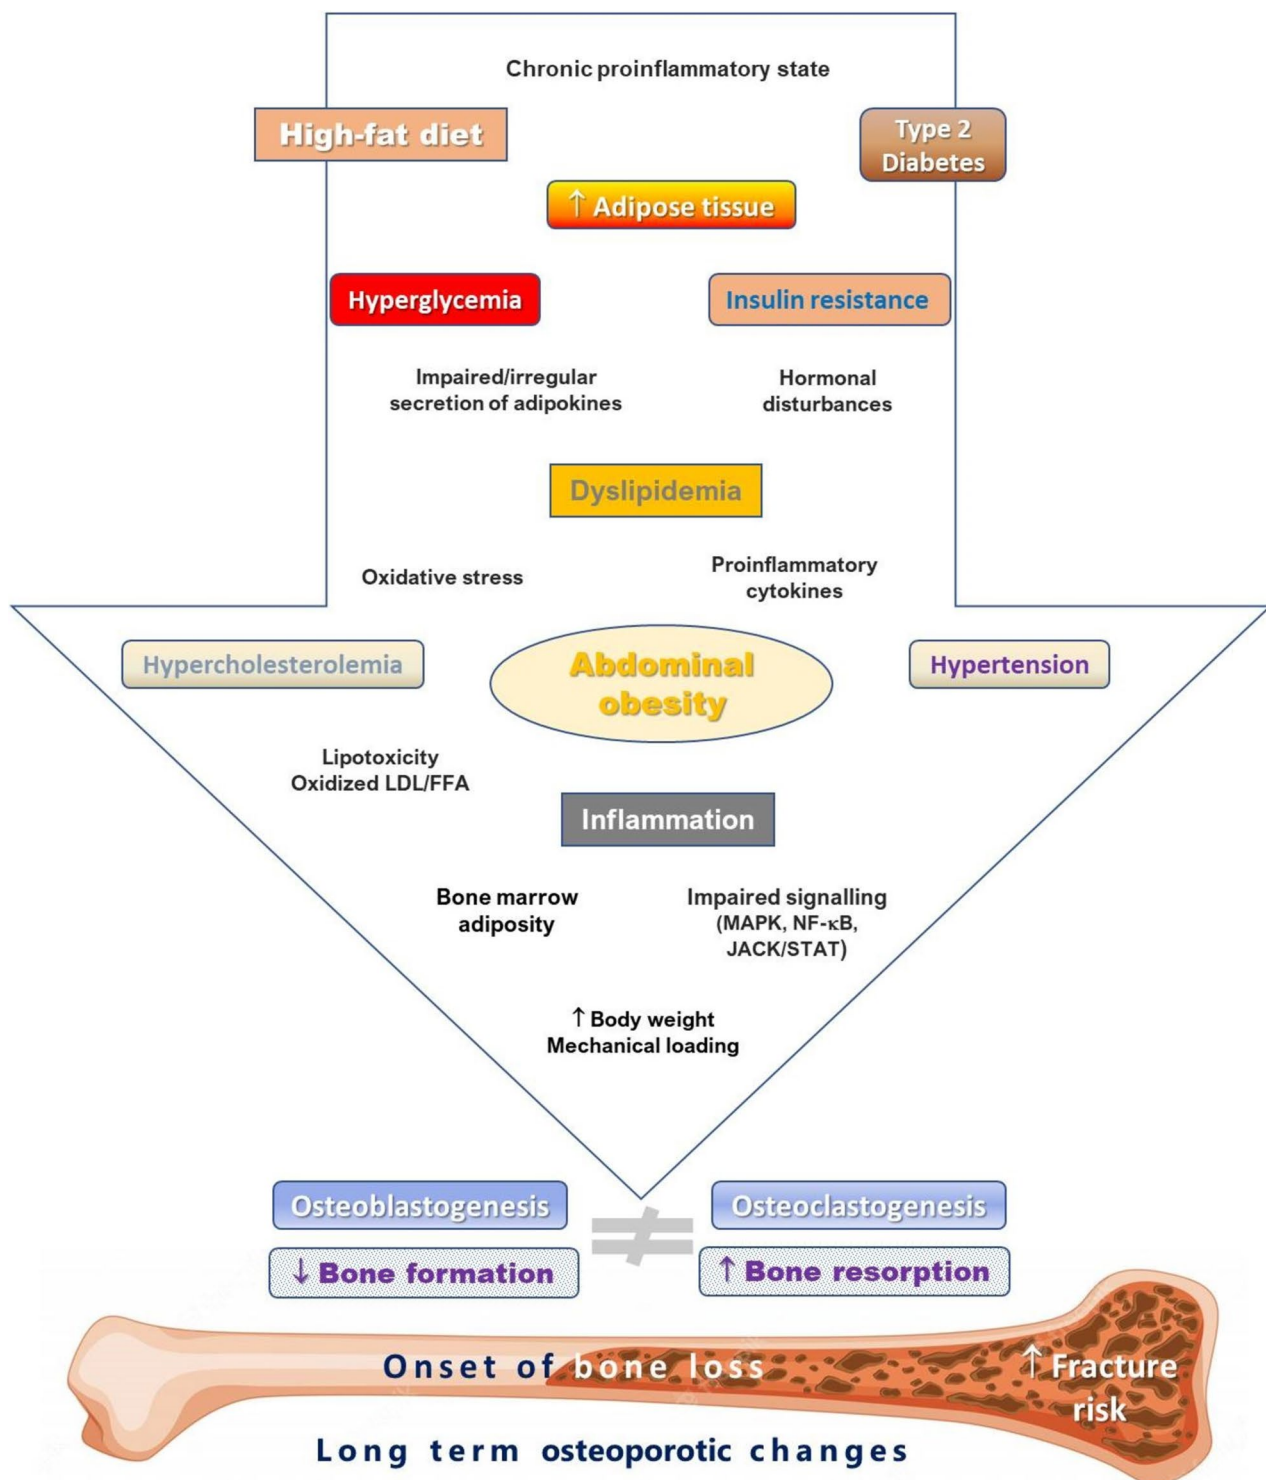 Chronic proinflammatory state
High-fat diet
Type 2
Diabetes
↑ Adipose tissue
Hyperglycemia
Insulin resistance
Impaired/irregular
secretion of adipokines
Hormonal
disturbances
Dyslipidemia
Oxidative stress
Proinflammatory
cytokines
Hypercholesterolemia
Abdominal
obesity
Hypertension
Lipotoxicity
Oxidized LDL/FFA
Inflammation
Bone marrow
adiposity
Impaired signalling
(MAPK, NF-κB,
JACK/STAT)
↑ Body weight
Mechanical loading
Osteoblastogenesis
≠
Osteoclastogenesis
↓ Bone formation
↑ Bone resorption
Onset of bone loss
↑ Fracture
risk
Long term osteoporotic changes